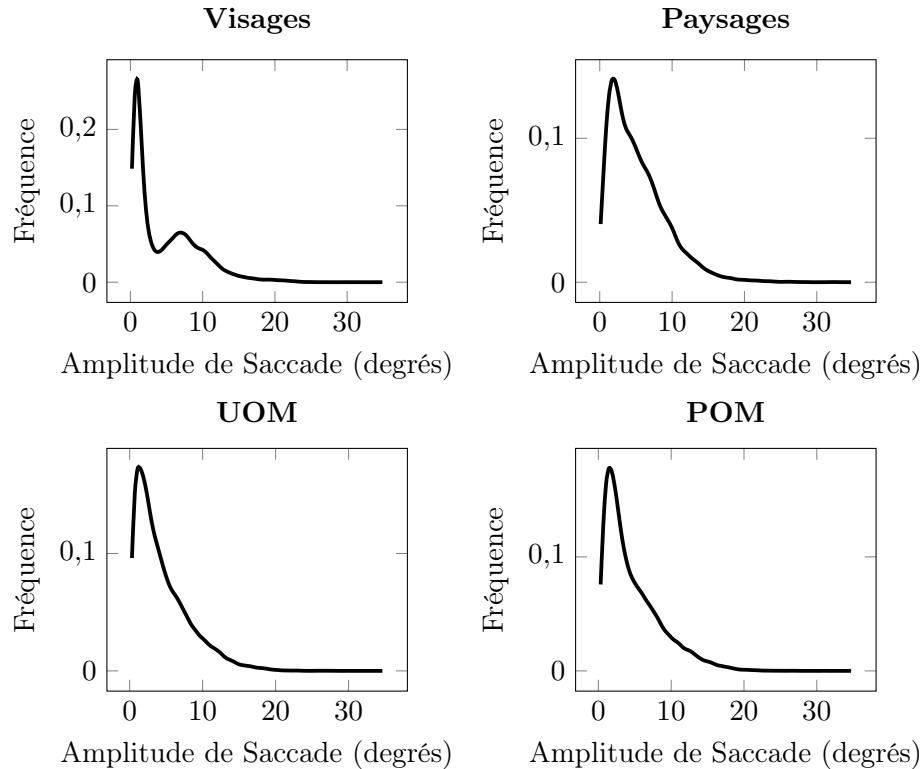 Visages
0,2
0,1
0
Fréquence
0 10 20 30
Amplitude de Saccade (degrés)
Paysages
0,1
0
Fréquence
0 10 20 30
Amplitude de Saccade (degrés)
UOM
0,1
0
Fréquence
0 10 20 30
Amplitude de Saccade (degrés)
POM
0,1
0
Fréquence
0 10 20 30
Amplitude de Saccade (degrés)